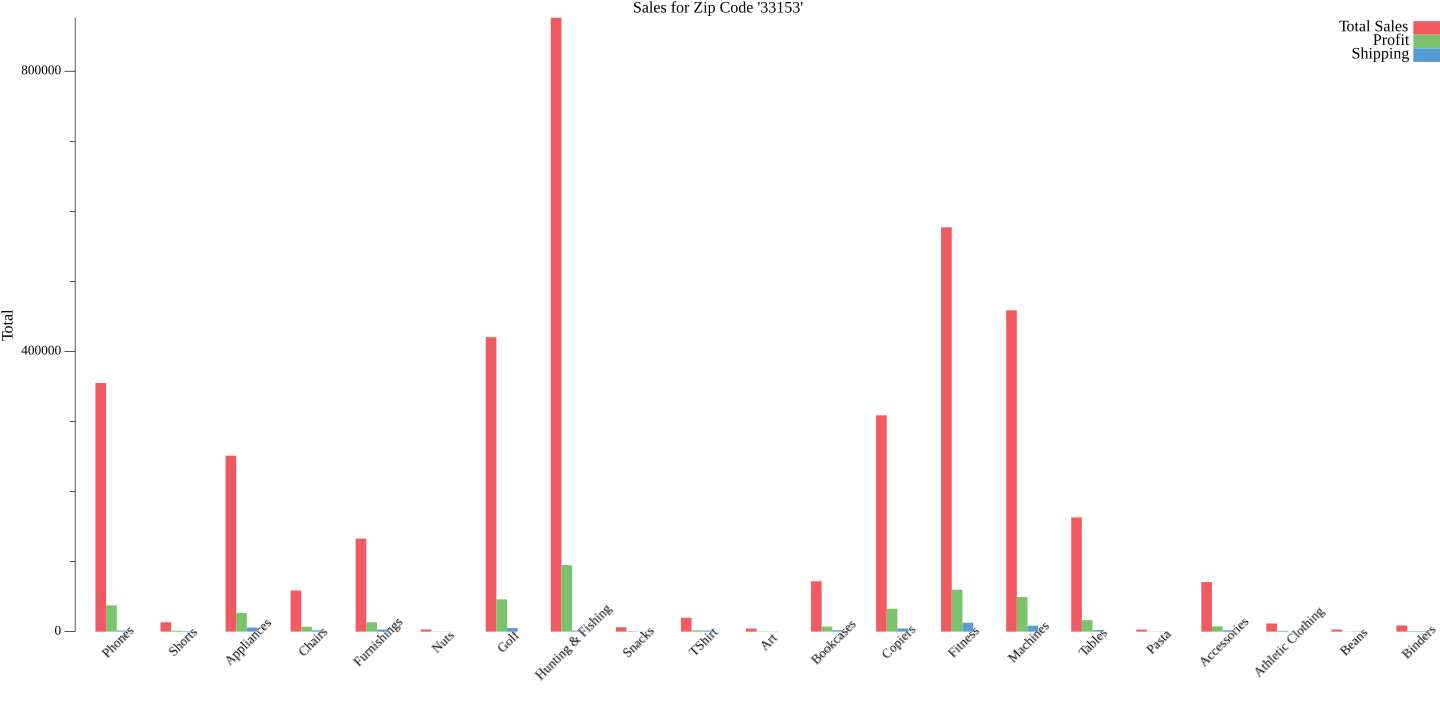 Sales for Zip Code '33153'
Total Sales
Profit
Shipping
800000
400000
0
Total
Phones
Shorts
Appliances
Chairs
Furnishings
Nuts
Golf
Hunting & Fishing
Snacks
TShirt
Art
Bookcases
Copiers
Fitness
Machines
Tables
Pasta
Accessories
Athletic Clothing
Beans
Binders